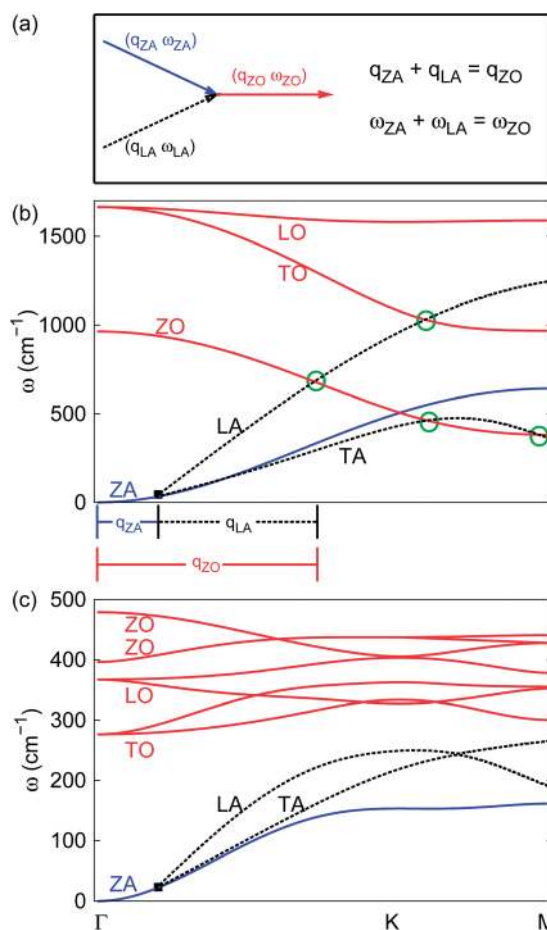 (a)
(q_ZA ω_ZA)
(q_ZO ω_ZO)
q_ZA + q_LA = q_ZO
(q_LA ω_LA)
ω_ZA + ω_LA = ω_ZO
(b)
1500
LO
TO
ω (cm⁻¹)
1000
ZO
500
LA
TA
ZA
0
q_ZA
q_LA
q_ZO
(c)
500
ZO
ZO
400
LO
300
TO
ω (cm⁻¹)
200
LA
TA
100
ZA
0
Γ
K
M